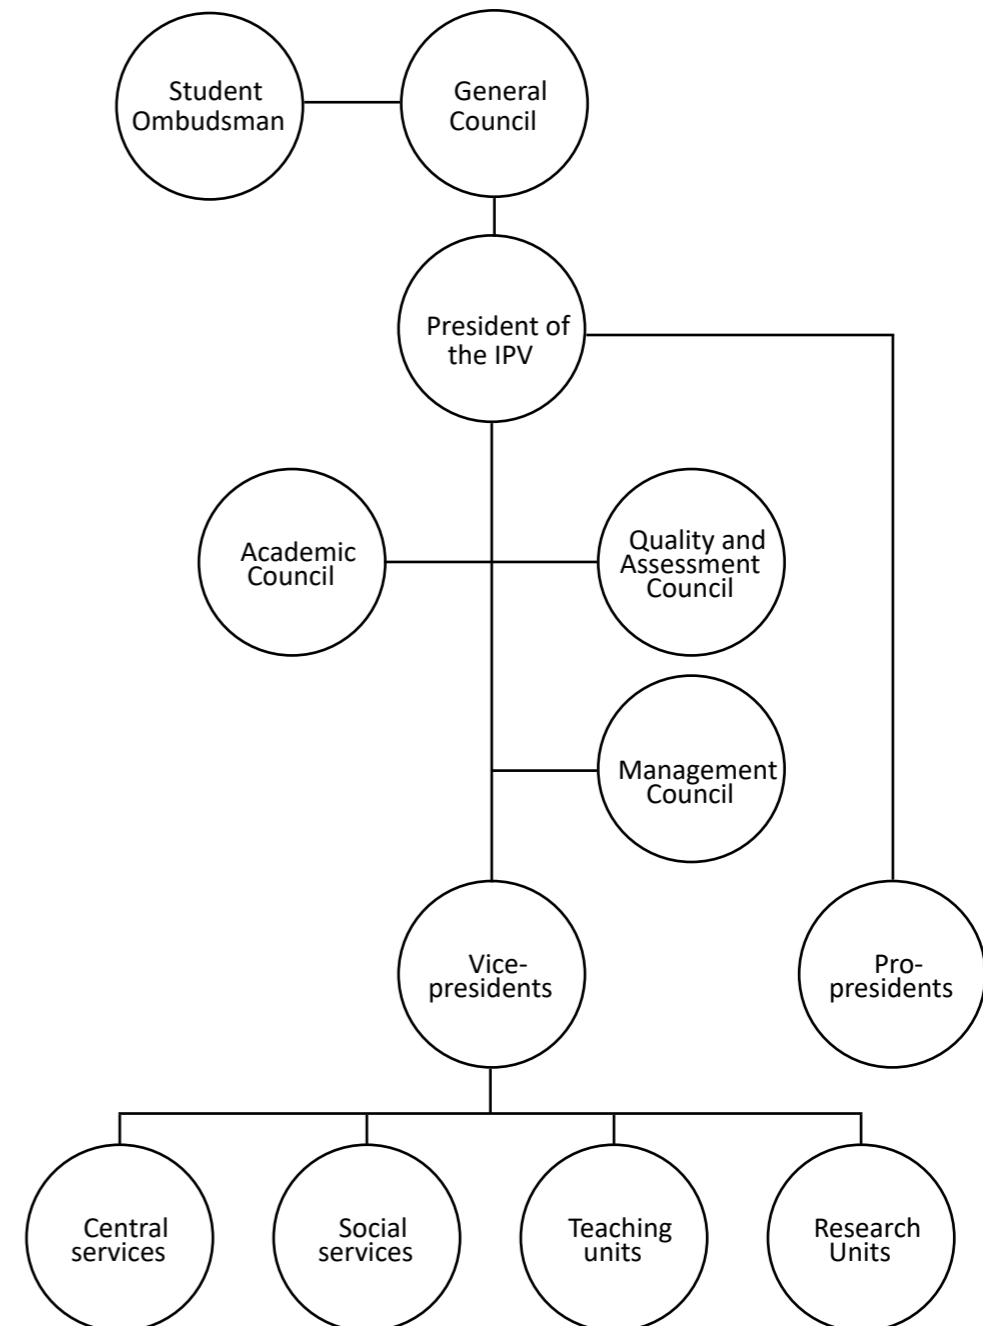 Student
Ombudsman
General
Council
President of
the IPV
Academic
Council
Quality and
Assessment
Council
Management
Council
Vice-
presidents
Pro-
presidents
Central
services
Social
services
Teaching
units
Research
Units